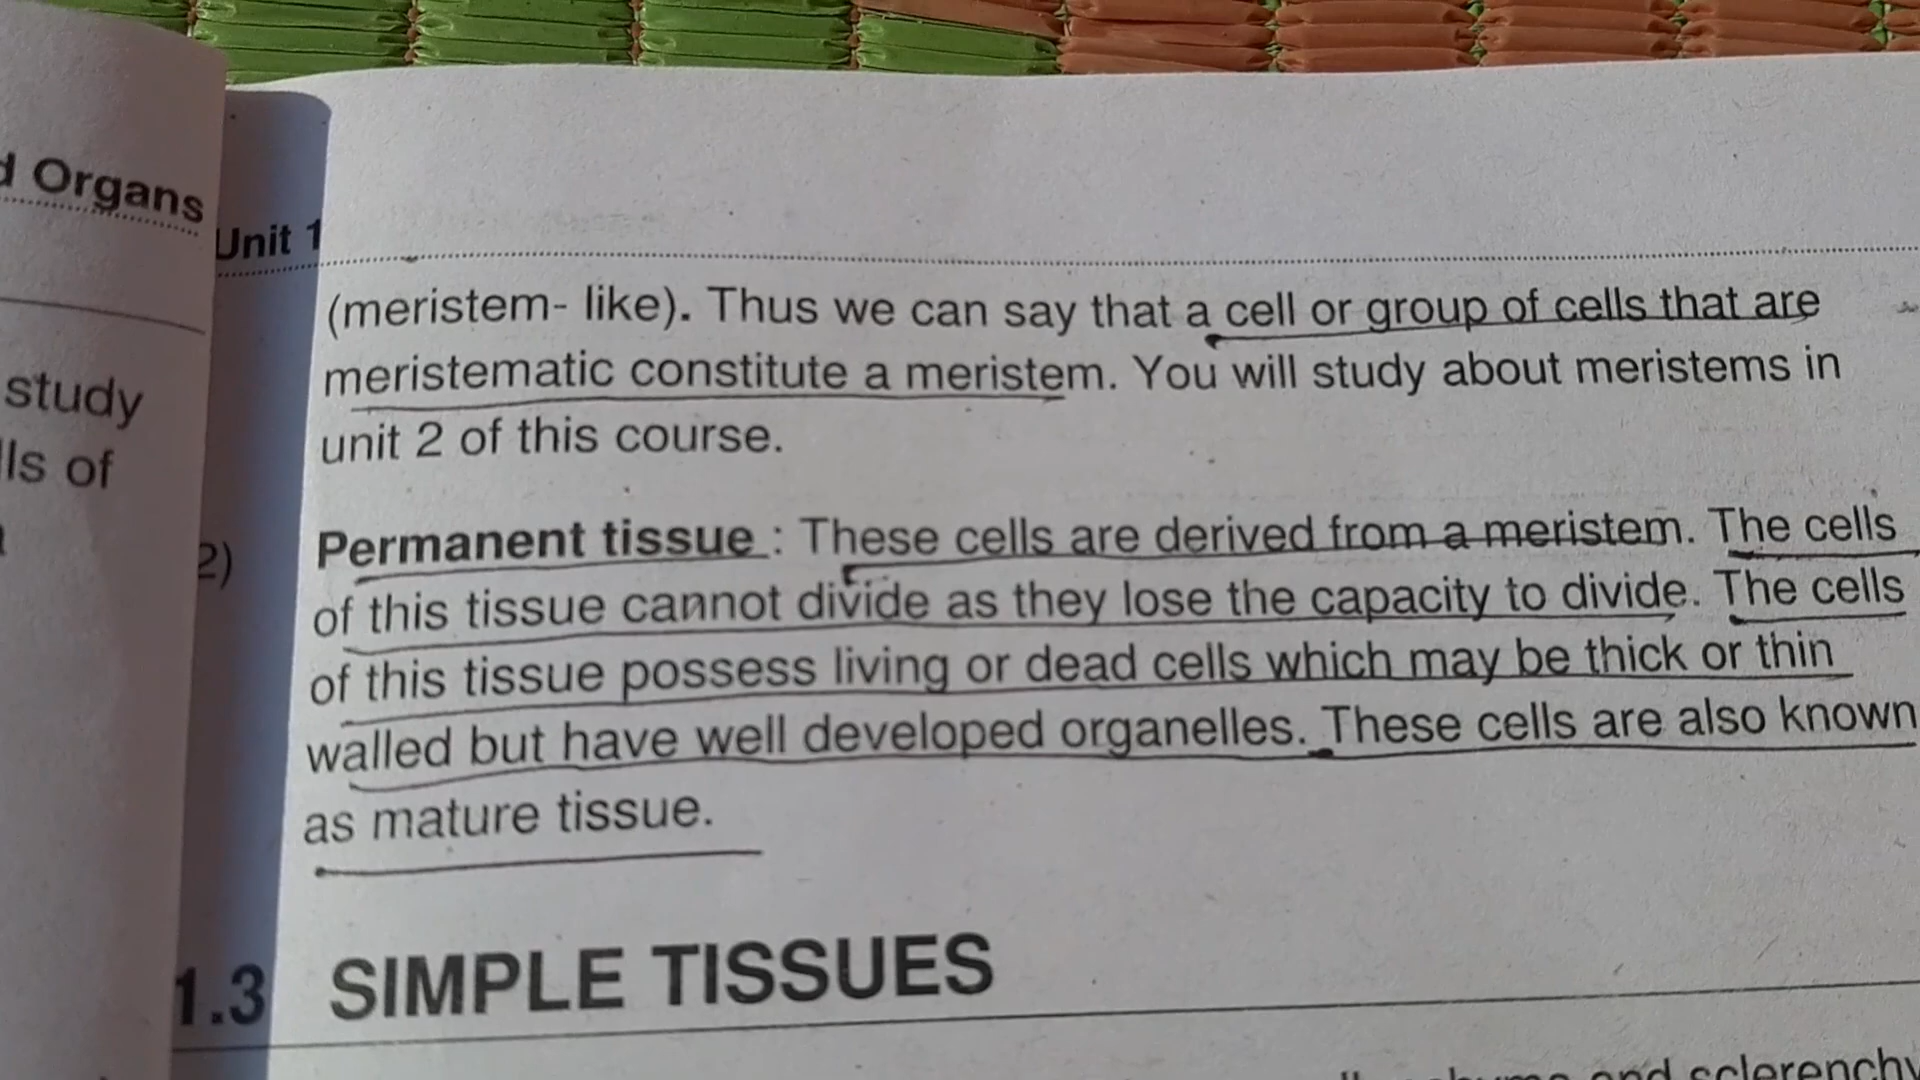 Organs
study
of
Unit 1
(meristem- like). Thus we can say that a cell or group of cells that are
meristematic constitute a meristem. You will study about meristems in
unit 2 of this course.
2) Permanent tissue : These cells are derived from a meristem. The cells
of this tissue cannot divide as they lose the capacity to divide. The cells
of this tissue possess living or dead cells which may be thick or thin
walled but have well developed organelles. These cells are also known
as mature tissue.
1.3 SIMPLE TISSUES
and